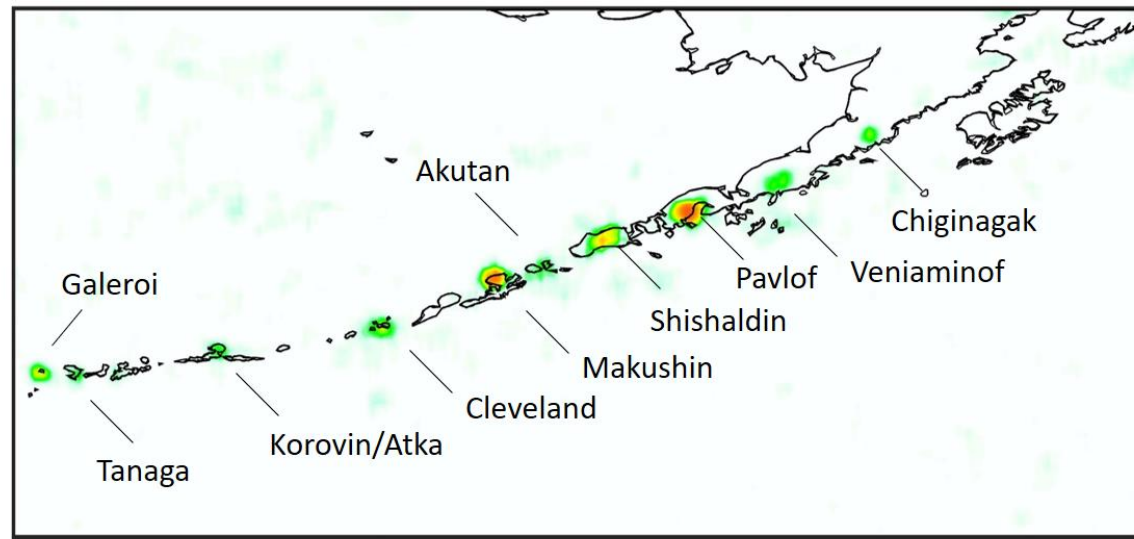 Akutan
Chiginagak
Galeroi
Pavlof
Veniaminof
Shishaldin
Makushin
Cleveland
Korovin/Atka
Tanaga